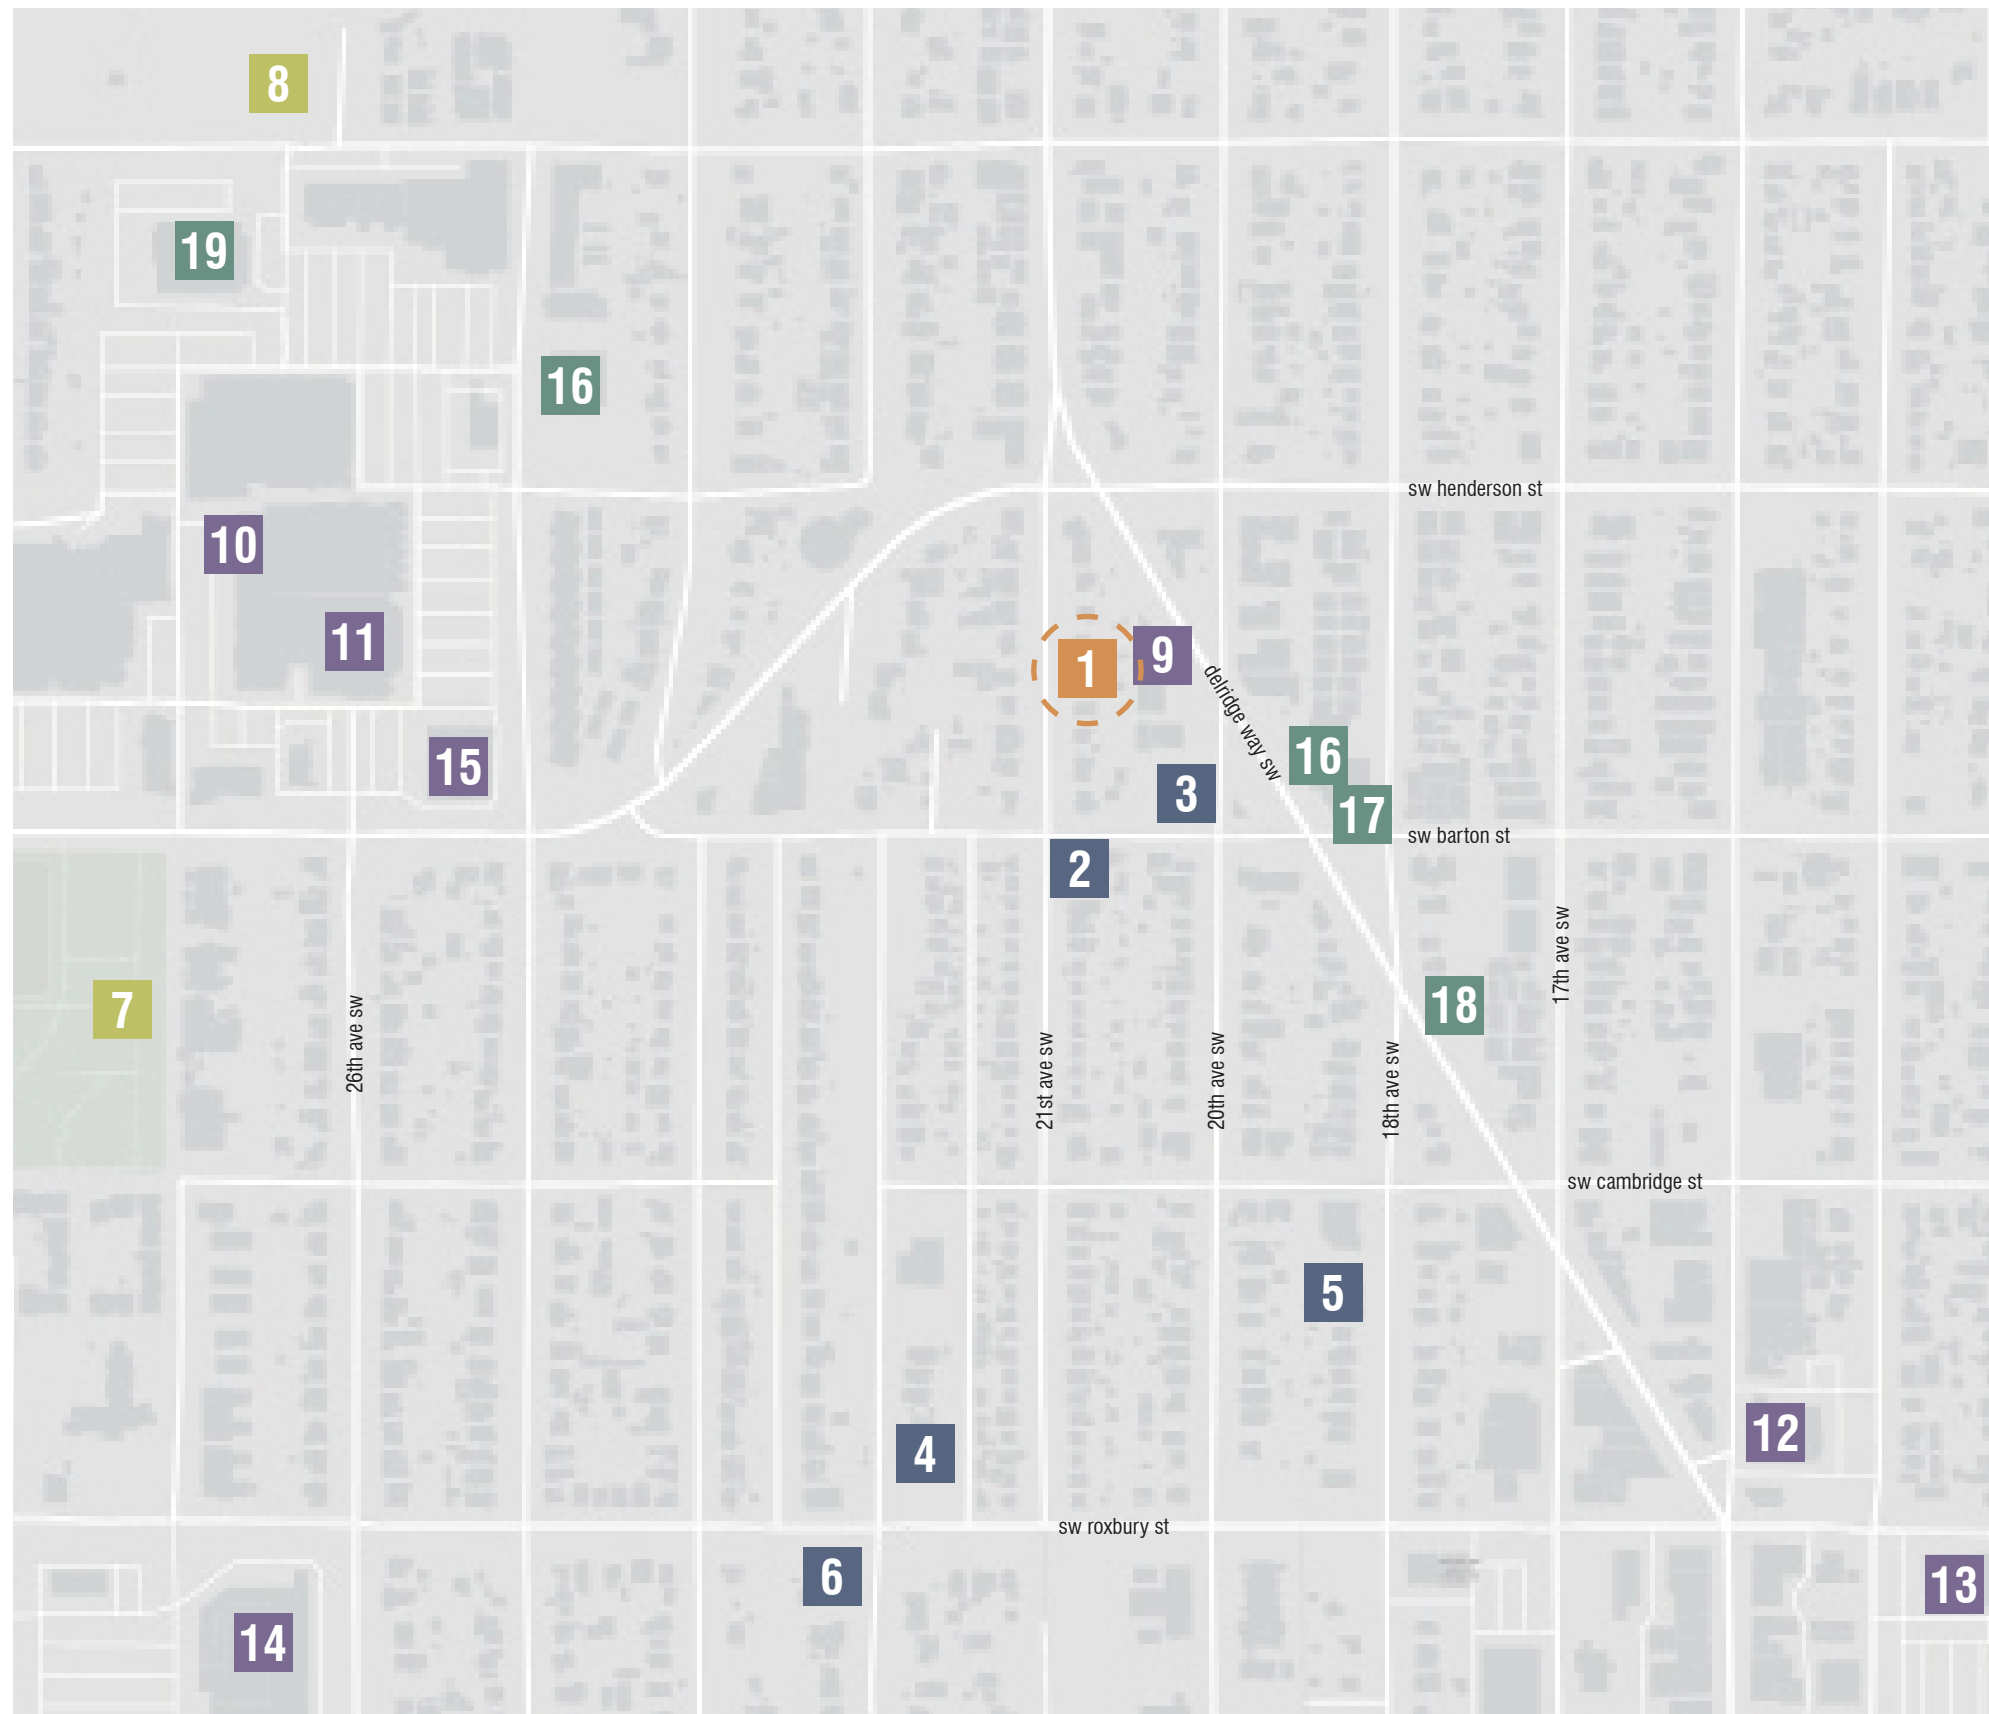 8
19
16
sw henderson st
10
11
1
9
delridge way sw
16
15
3
17
sw barton st
2
17th ave sw
7
18
26th ave sw
21st ave sw
20th ave sw
18th ave sw
sw cambridge st
5
12
4
sw roxbury st
6
13
14